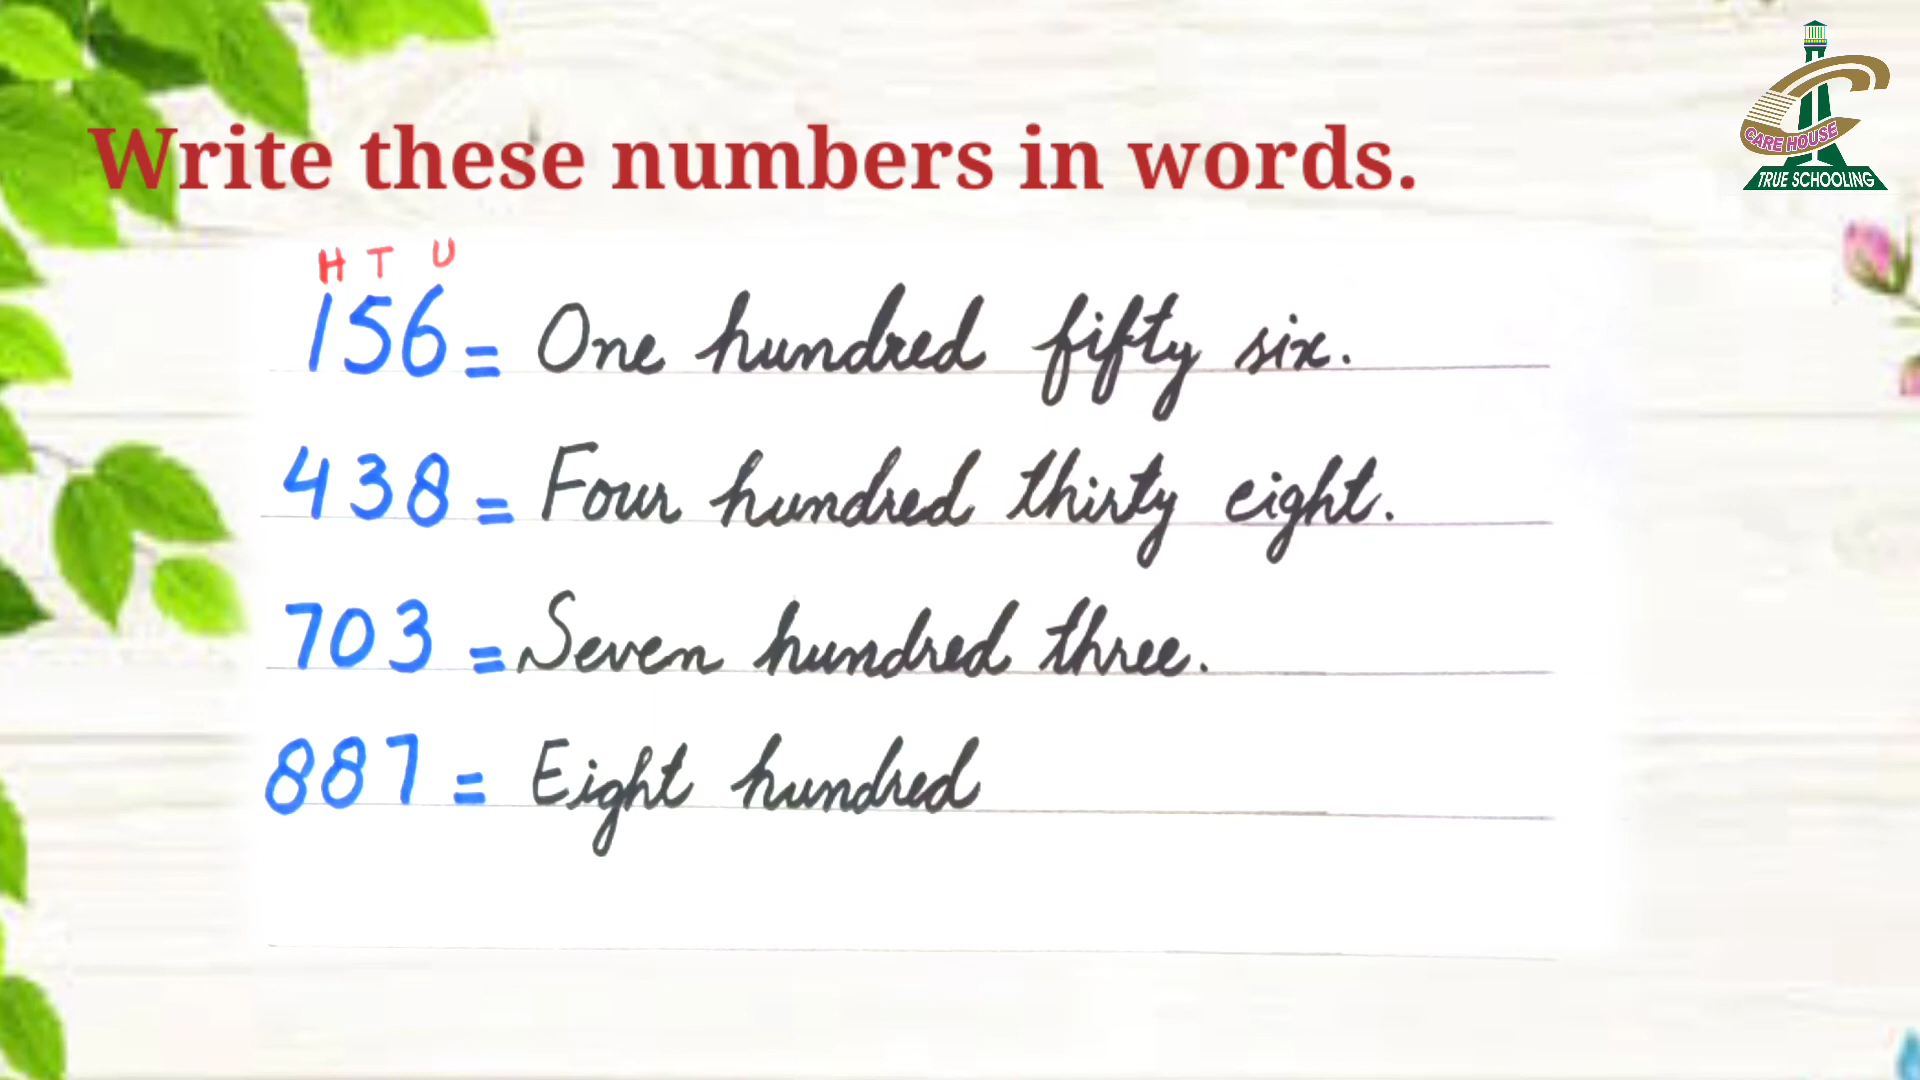 Write these numbers in words.
CARE HOUSE
TRUE SCHOOLING
H T U
156 = One hundred fifty six.
438 = Four hundred thirty eight.
703 = Seven hundred three.
887 = Eight hundred